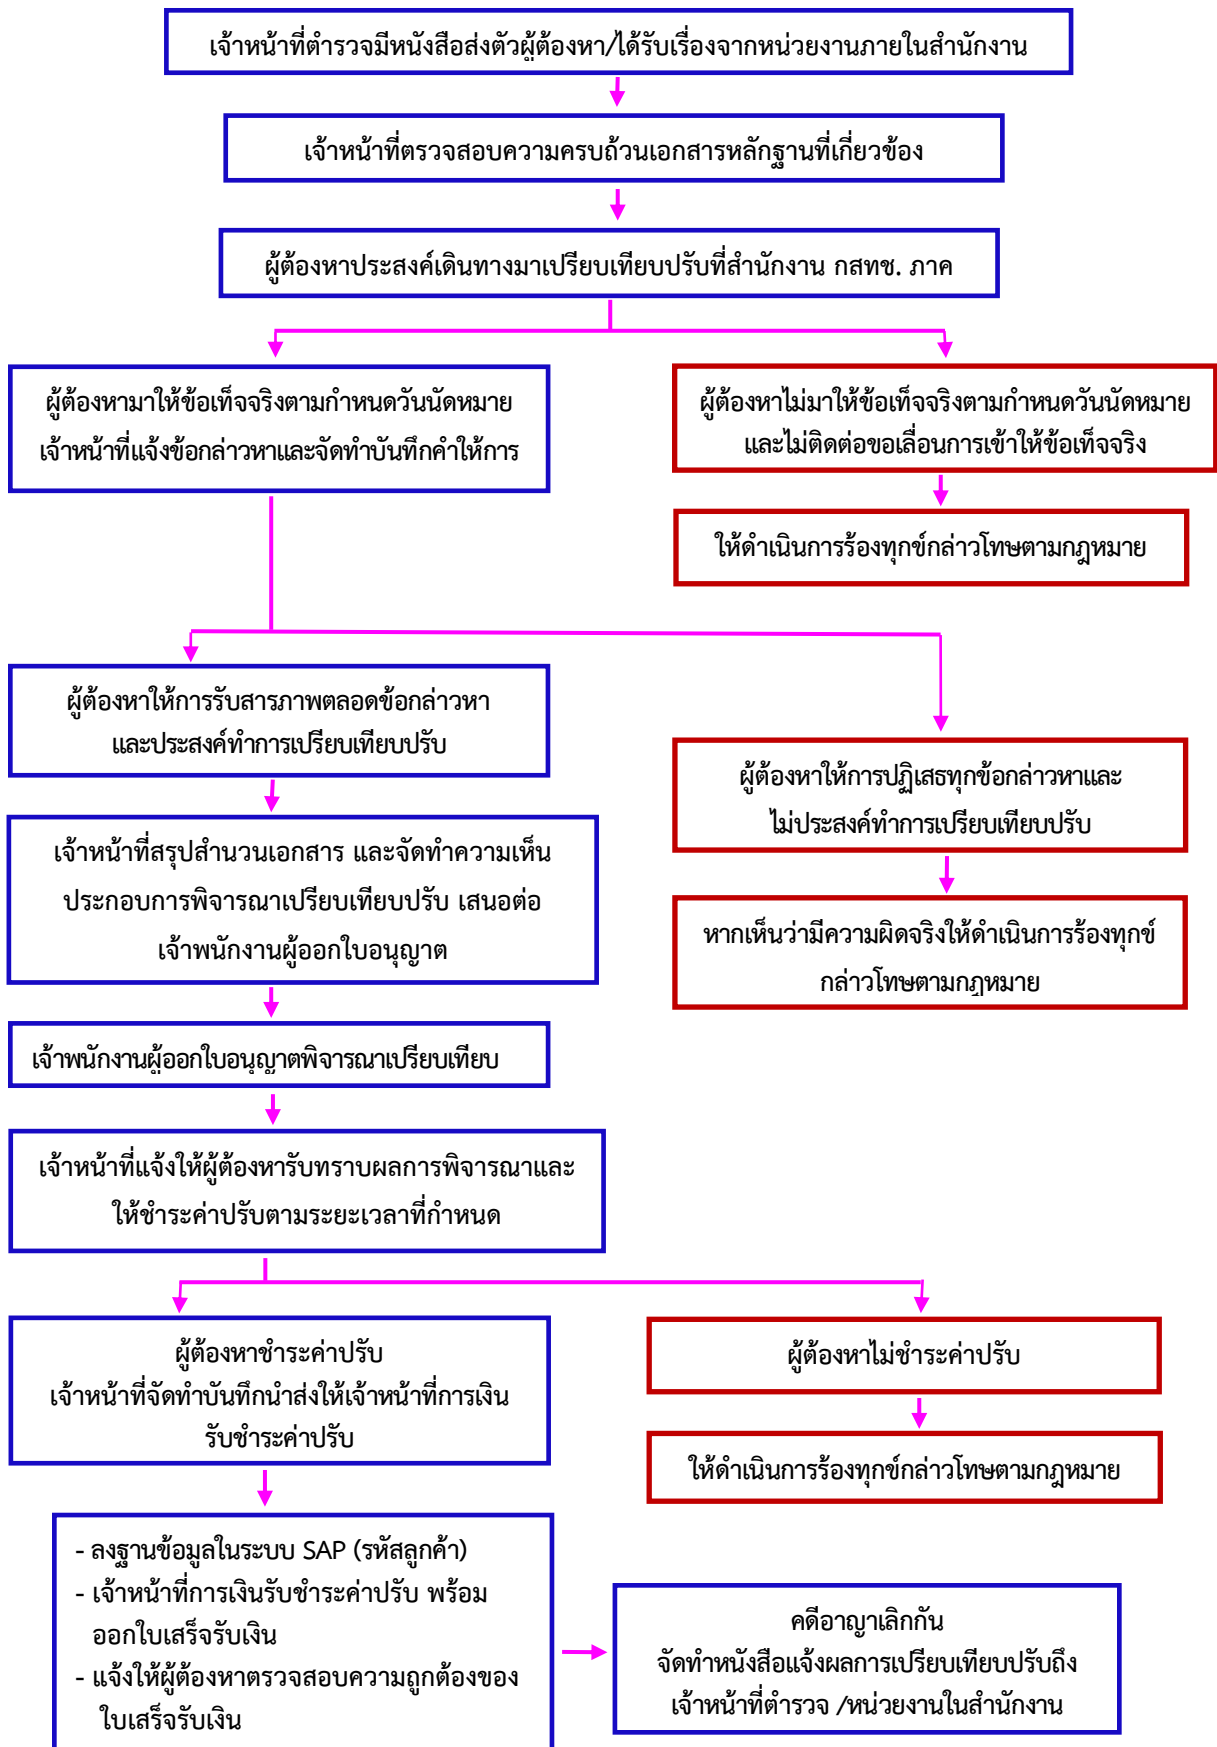 เจ้าหน้าที่ตำรวจมีหนังสือส่งตัวผู้ต้องหา/ได้รับเรื่องจากหน่วยงานภายในสำนักงาน
เจ้าหน้าที่ตรวจสอบความครบถ้วนเอกสารหลักฐานที่เกี่ยวข้อง
ผู้ต้องหาประสงค์เดินทางมาเปรียบเทียบปรับที่สำนักงาน กสทช. ภาค
ผู้ต้องหามาให้ข้อเท็จจริงตามกำหนดวันนัดหมาย
เจ้าหน้าที่แจ้งข้อกล่าวหาและจัดทำบันทึกคำให้การ
ผู้ต้องหาไม่มาให้ข้อเท็จจริงตามกำหนดวันนัดหมาย
และไม่ติดต่อขอเลื่อนการเข้าให้ข้อเท็จจริง
ให้ดำเนินการร้องทุกข์กล่าวโทษตามกฎหมาย
ผู้ต้องหาให้การรับสารภาพตลอดข้อกล่าวหา
และประสงค์ทำการเปรียบเทียบปรับ
ผู้ต้องหาให้การปฏิเสธทุกข้อกล่าวหาและ
ไม่ประสงค์ทำการเปรียบเทียบปรับ
เจ้าหน้าที่สรุปสำนวนเอกสาร และจัดทำความเห็น
ประกอบการพิจารณาเปรียบเทียบปรับ เสนอต่อ
เจ้าพนักงานผู้ออกใบอนุญาต
หากเห็นว่ามีความผิดจริงให้ดำเนินการร้องทุกข์
กล่าวโทษตามกฎหมาย
เจ้าพนักงานผู้ออกใบอนุญาตพิจารณาเปรียบเทียบ
เจ้าหน้าที่แจ้งให้ผู้ต้องหารับทราบผลการพิจารณาและ
ให้ชำระค่าปรับตามระยะเวลาที่กำหนด
ผู้ต้องหาชำระค่าปรับ
เจ้าหน้าที่จัดทำบันทึกนำส่งให้เจ้าหน้าที่การเงิน
รับชำระค่าปรับ
ผู้ต้องหาไม่ชำระค่าปรับ
ให้ดำเนินการร้องทุกข์กล่าวโทษตามกฎหมาย
- ลงฐานข้อมูลในระบบ SAP (รหัสลูกค้า)
- เจ้าหน้าที่การเงินรับชำระค่าปรับ พร้อม
ออกใบเสร็จรับเงิน
- แจ้งให้ผู้ต้องหาตรวจสอบความถูกต้องของ
ใบเสร็จรับเงิน
คดีอาญาเลิกกัน
จัดทำหนังสือแจ้งผลการเปรียบเทียบปรับถึง
เจ้าหน้าที่ตำรวจ /หน่วยงานในสำนักงาน